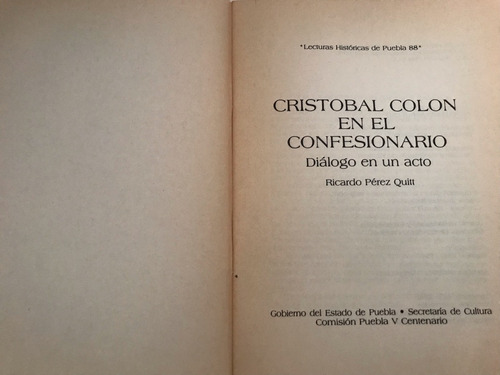 "Lecturas Históricas de Puebla 88"
CRISTOBAL COLON
EN EL
CONFESIONARIO
Diálogo en un acto
Ricardo Pérez Quitt
Gobierno del Estado de Puebla • Secretaría de Cultura
Comisión Puebla V Centenario